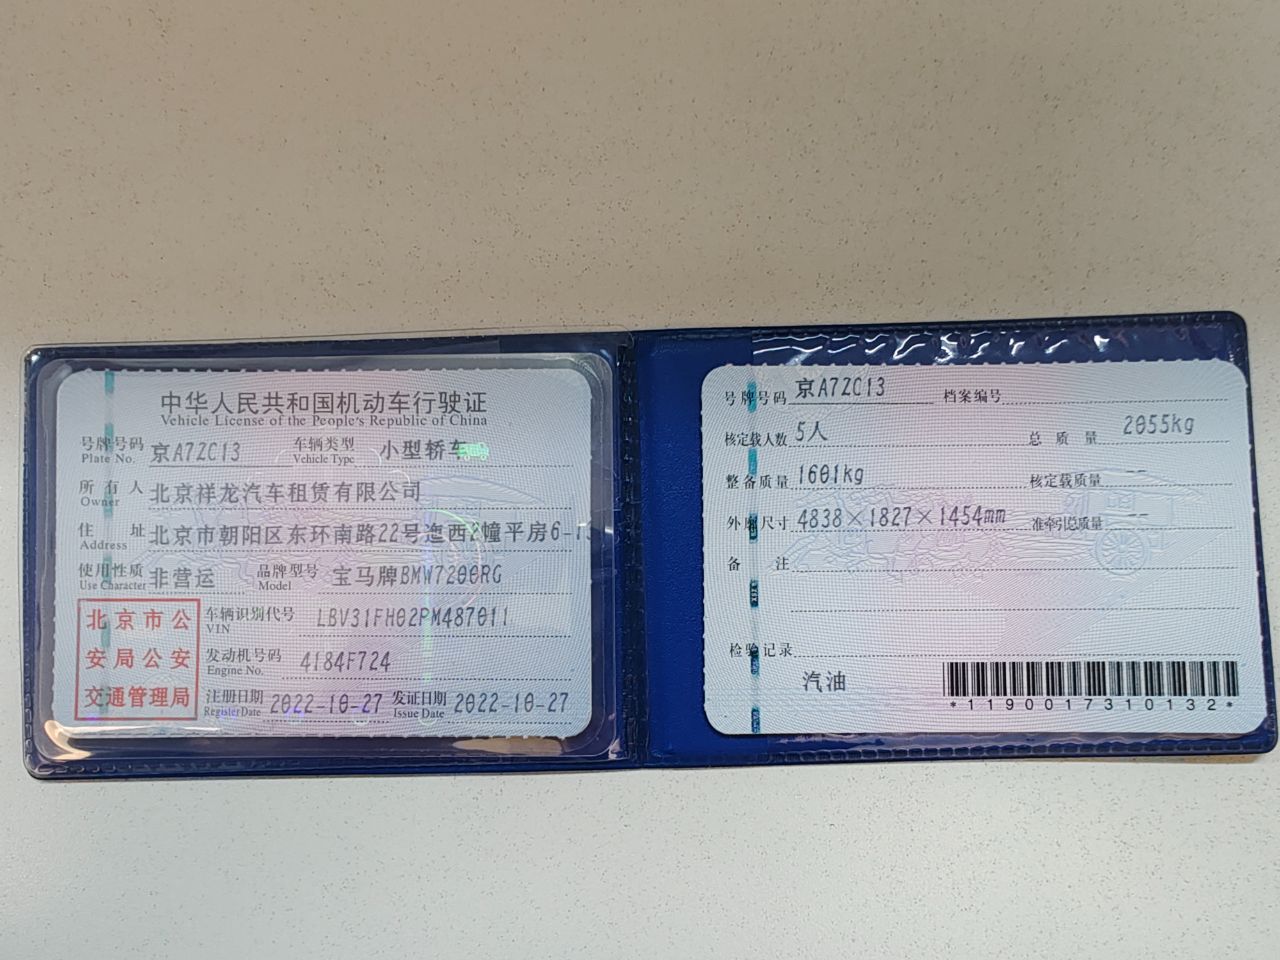 中华人民共和国机动车行驶证
Vehicle License of the People's Republic of China
号牌号码 京A7ZC13 车辆类型 小型轿车
Plate No. Vehicle Type
所有人 北京祥龙汽车租赁有限公司
Owner
住址 北京市朝阳区东环南路22号迤西2幢平房6-13
Address
使用性质 非营运 品牌型号 宝马牌BMW7200RG
Use Character Model
北京市公
安局公安
交通管理局
车辆识别代号 LBV31FH02PM487011
VIN
发动机号码 4184F724
Engine No.
注册日期 2022-10-27 发证日期 2022-10-27
Register Date Issue Date
号牌号码 京A7ZC13 档案编号
核定载人数 5人 总质量 2055kg
整备质量 1601kg 核定载质量 --
外廓尺寸 4838×1827×1454mm 准牵引总质量 --
备注
检验记录
汽油
*1190017310132*